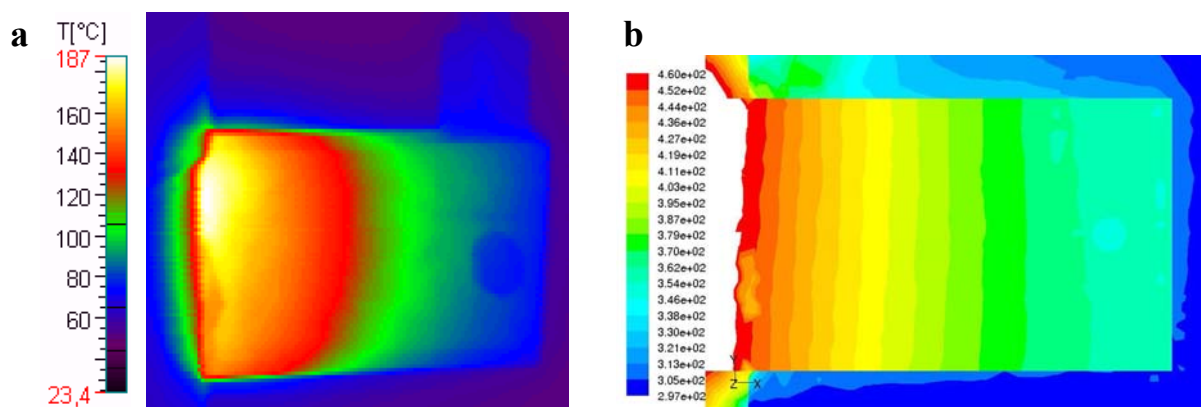 a
T[°C]
187
160
140
120
100
80
60
23,4
b
4.60e+02
4.52e+02
4.44e+02
4.36e+02
4.27e+02
4.19e+02
4.11e+02
4.03e+02
3.95e+02
3.87e+02
3.79e+02
3.70e+02
3.62e+02
3.54e+02
3.46e+02
3.38e+02
3.30e+02
3.21e+02
3.13e+02
3.05e+02
2.97e+02
Y
Z X